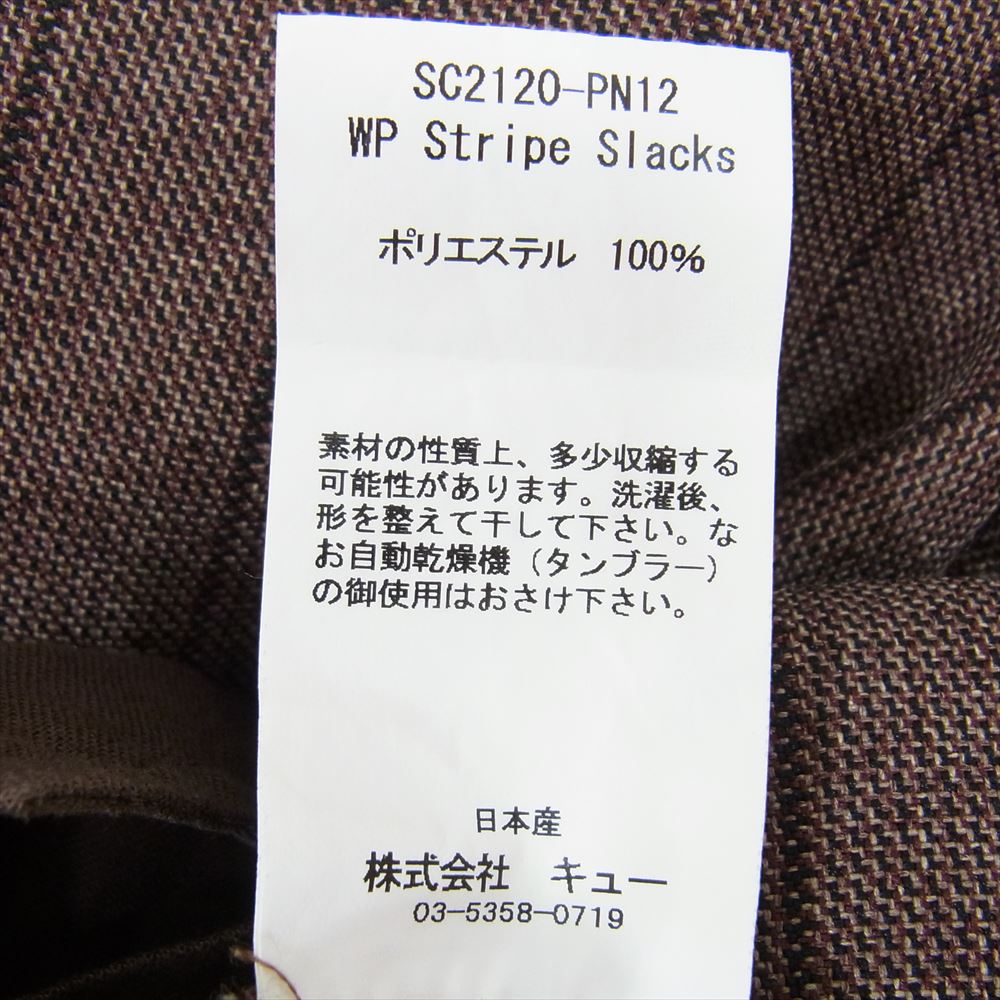 SC2120-PN12
WP Stripe Slacks
ポリエステル 100%
素材の性質上、多少収縮する
可能性があります。洗濯後、
形を整えて干して下さい。な
お自動乾燥機（タンブラー）
の御使用はおさけ下さい。
日本産
株式会社 キュー
03-5358-0719